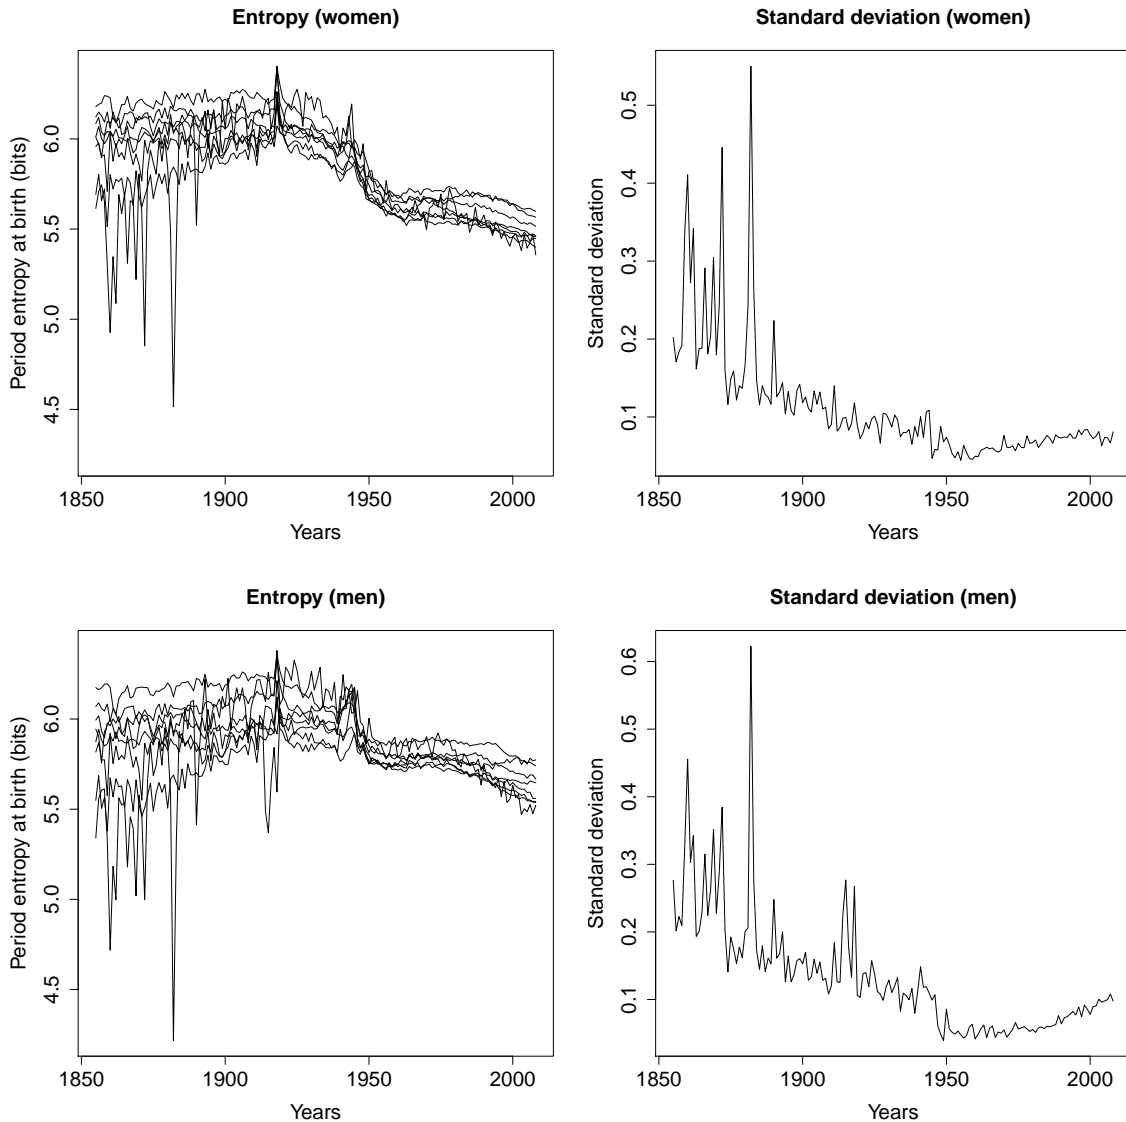 Entropy (women)
Period entropy at birth (bits)
6.0
5.5
5.0
4.5
1850 1900 1950 2000
Years
Standard deviation (women)
Standard deviation
0.5
0.4
0.3
0.2
0.1
1850 1900 1950 2000
Years
Entropy (men)
Period entropy at birth (bits)
6.0
5.5
5.0
4.5
1850 1900 1950 2000
Years
Standard deviation (men)
Standard deviation
0.6
0.5
0.4
0.3
0.2
0.1
1850 1900 1950 2000
Years